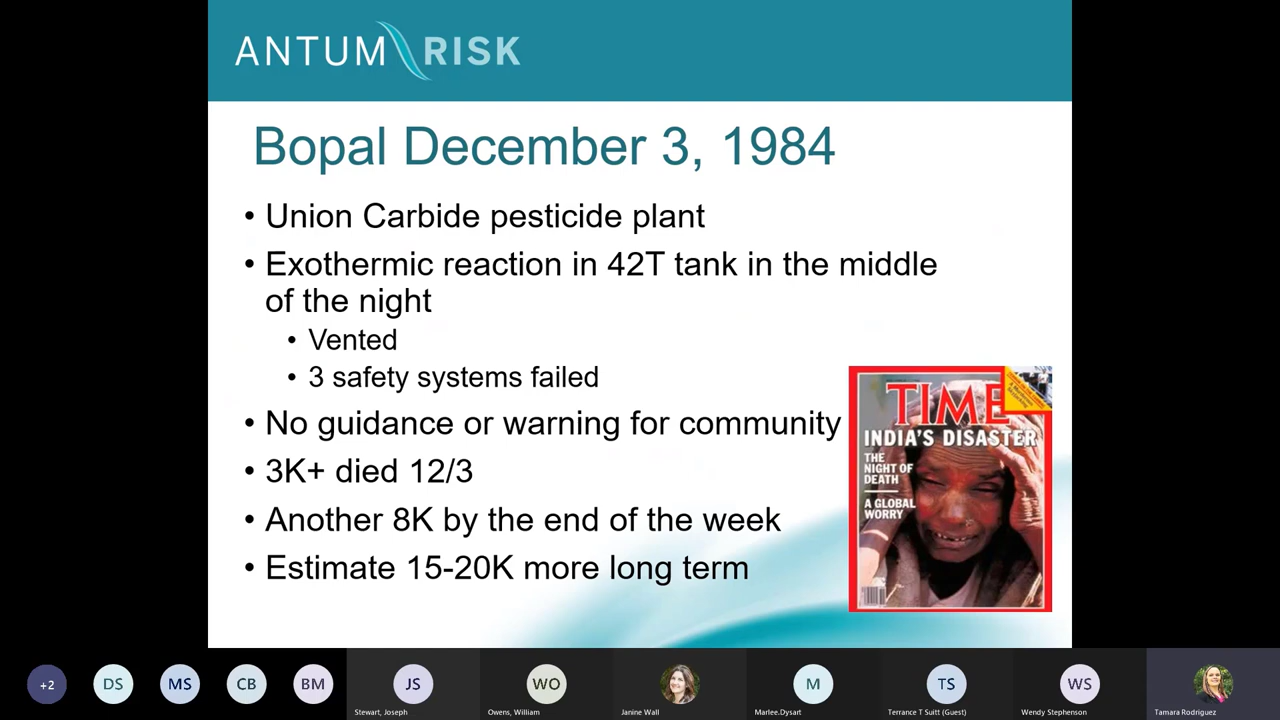 ANTUM RISK
Bopal December 3, 1984
• Union Carbide pesticide plant
• Exothermic reaction in 42T tank in the middle
of the night
• Vented
• 3 safety systems failed
• No guidance or warning for community
• 3K+ died 12/3
• Another 8K by the end of the week
• Estimate 15-20K more long term
TIME
INDIA'S DISASTER
THE
NIGHT OF
DEATH
A GLOBAL
WORRY
+2
DS
MS
CB
BM
JS
Stewart, Joseph
WO
Owens, William
Janine Wall
M
Marlee.Dysart
TS
Terrance T Suitt (Guest)
WS
Wendy Stephenson
Tamara Rodriguez